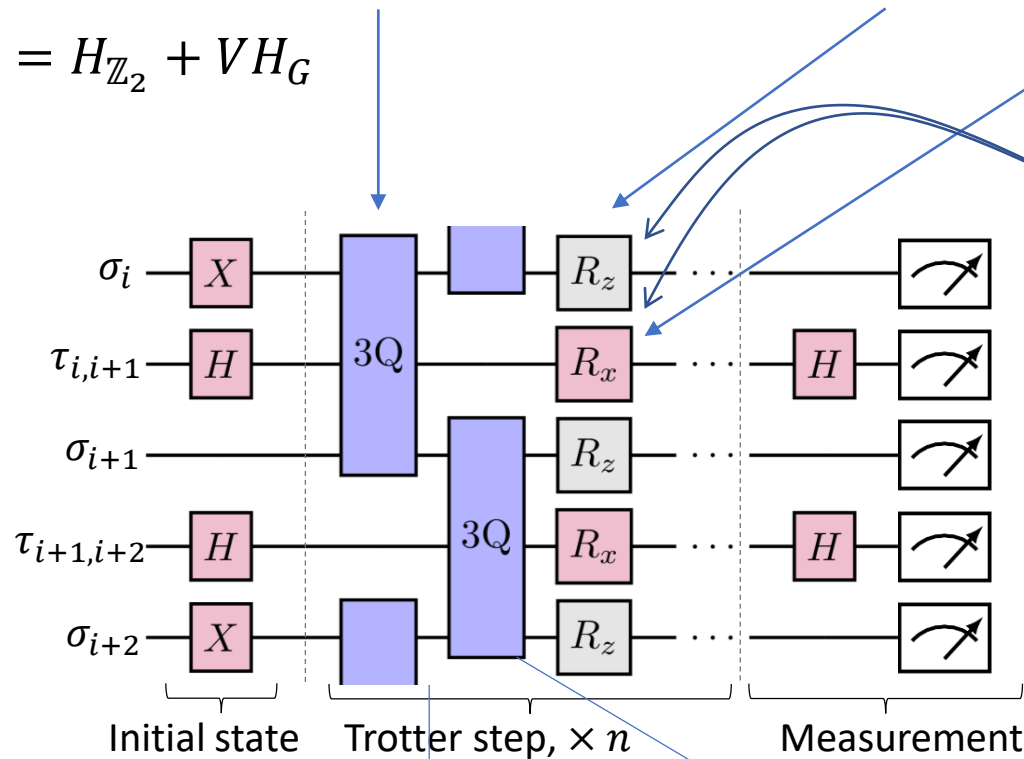 = H_{ℤ_2} + VH_G
σ_i X R_z ···
τ_{i,i+1} H 3Q R_x ··· H
σ_{i+1} R_z ···
τ_{i+1,i+2} H 3Q R_x ··· H
σ_{i+2} X R_z ···
Initial state Trotter step, × n Measurement